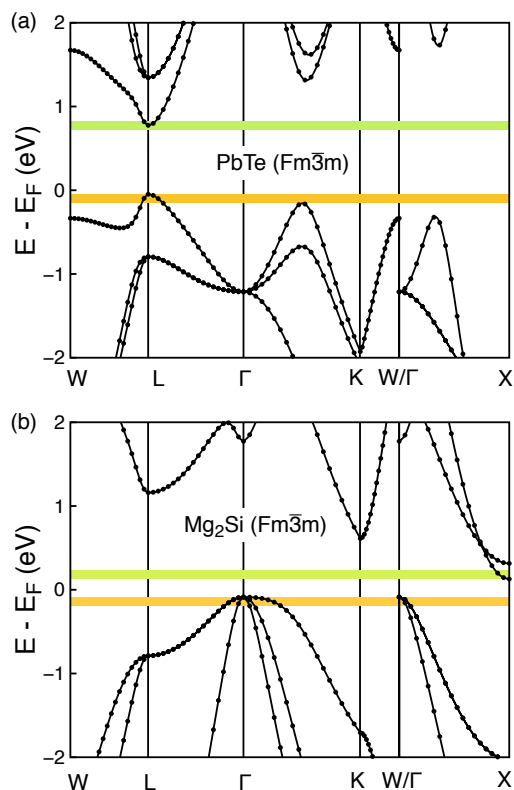 (a)
2
1
0
−1
−2
E - E_F (eV)
PbTe (Fm3̅m)
W L Γ K W/Γ X
(b)
2
1
0
−1
−2
E - E_F (eV)
Mg₂Si (Fm3̅m)
W L Γ K W/Γ X